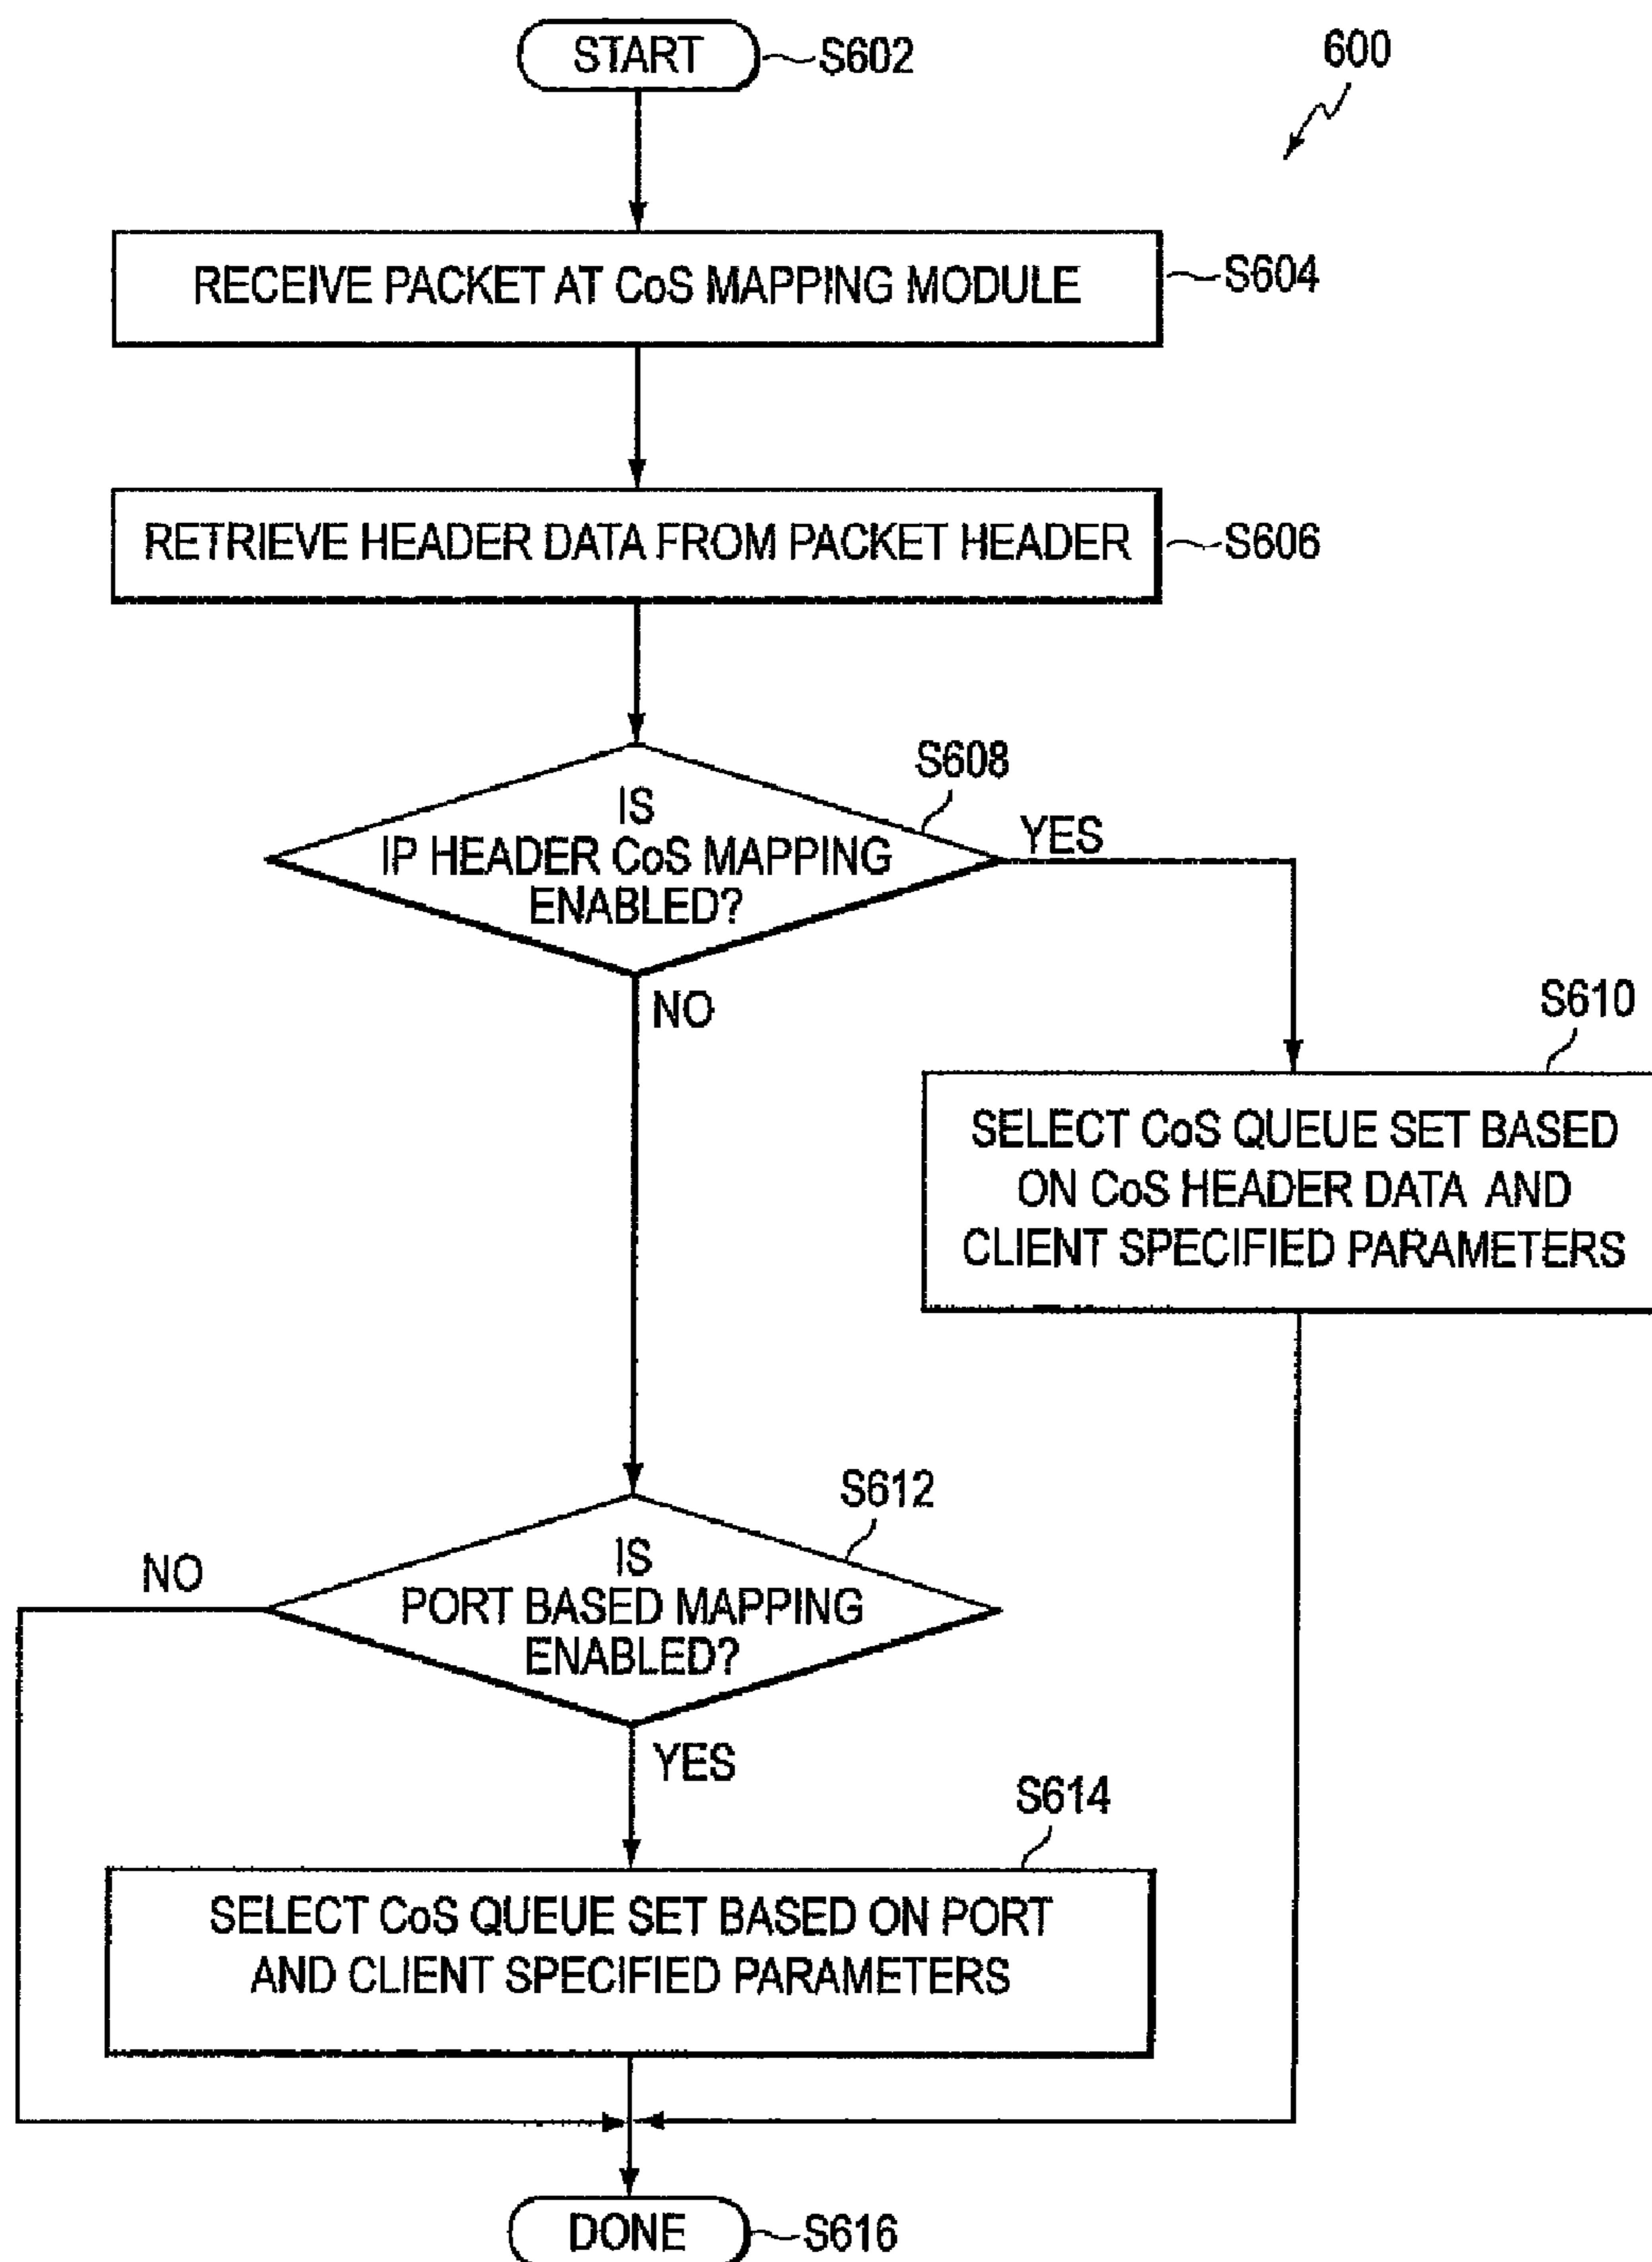 START
S602
600
RECEIVE PACKET AT CoS MAPPING MODULE
S604
RETRIEVE HEADER DATA FROM PACKET HEADER
S606
S608
IS
IP HEADER CoS MAPPING
ENABLED?
YES
NO
S610
SELECT CoS QUEUE SET BASED
ON CoS HEADER DATA AND
CLIENT SPECIFIED PARAMETERS
S612
IS
PORT BASED MAPPING
ENABLED?
NO
YES
S614
SELECT CoS QUEUE SET BASED ON PORT
AND CLIENT SPECIFIED PARAMETERS
DONE
S616